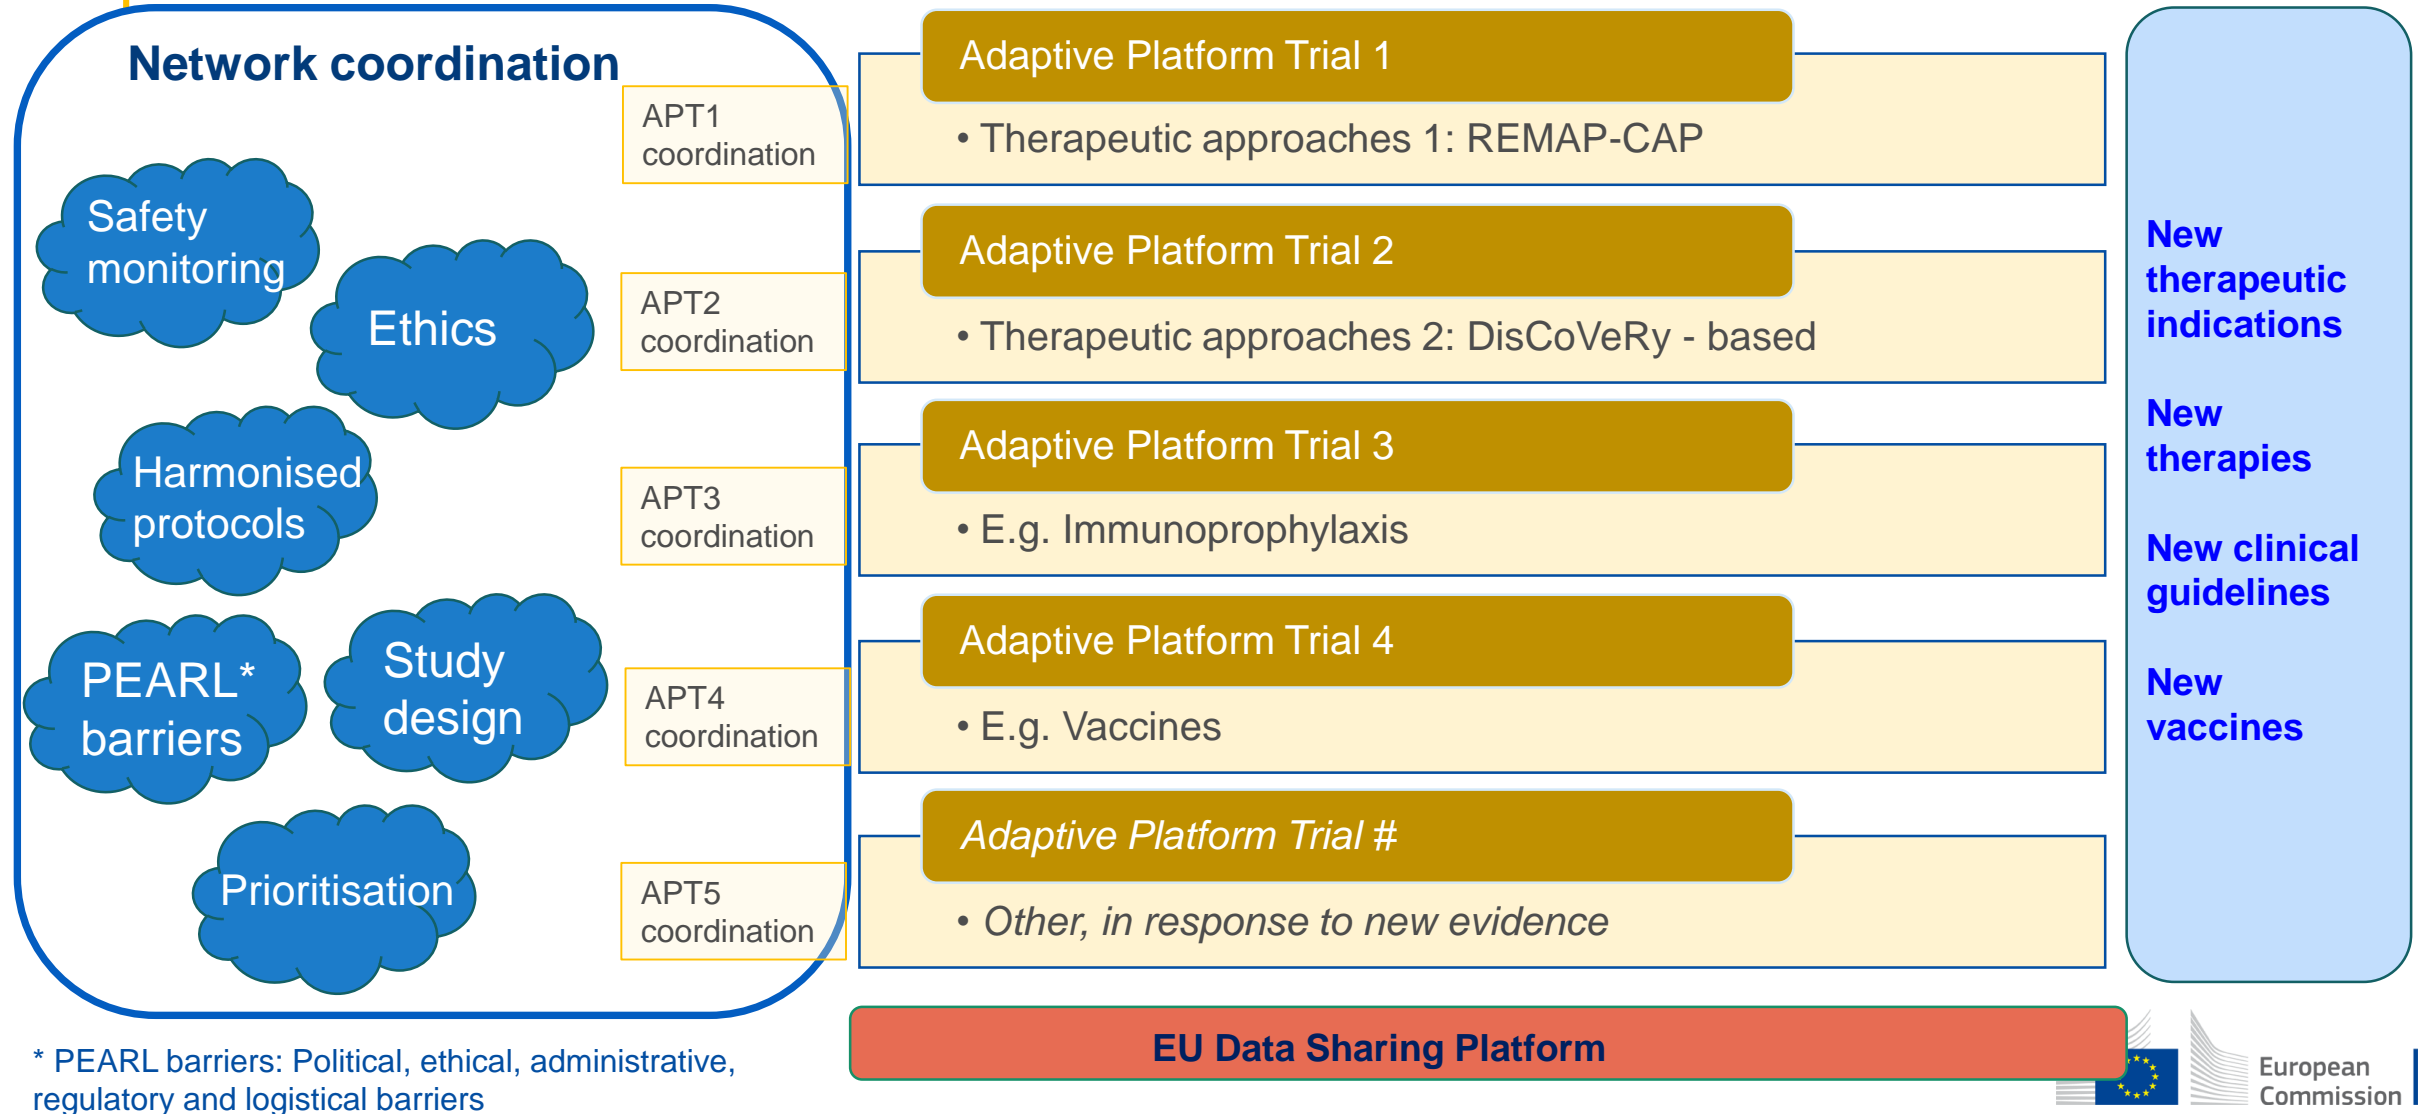 Network coordination
Safety
monitoring
Ethics
Harmonised
protocols
PEARL*
barriers
Study
design
Prioritisation
APT1
coordination
APT2
coordination
APT3
coordination
APT4
coordination
APT5
coordination
Adaptive Platform Trial 1
• Therapeutic approaches 1: REMAP-CAP
Adaptive Platform Trial 2
• Therapeutic approaches 2: DisCoVeRy - based
Adaptive Platform Trial 3
• E.g. Immunoprophylaxis
Adaptive Platform Trial 4
• E.g. Vaccines
Adaptive Platform Trial #
• Other, in response to new evidence
New
therapeutic
indications
New
therapies
New clinical
guidelines
New
vaccines
EU Data Sharing Platform
* PEARL barriers: Political, ethical, administrative,
regulatory and logistical barriers
European
Commission